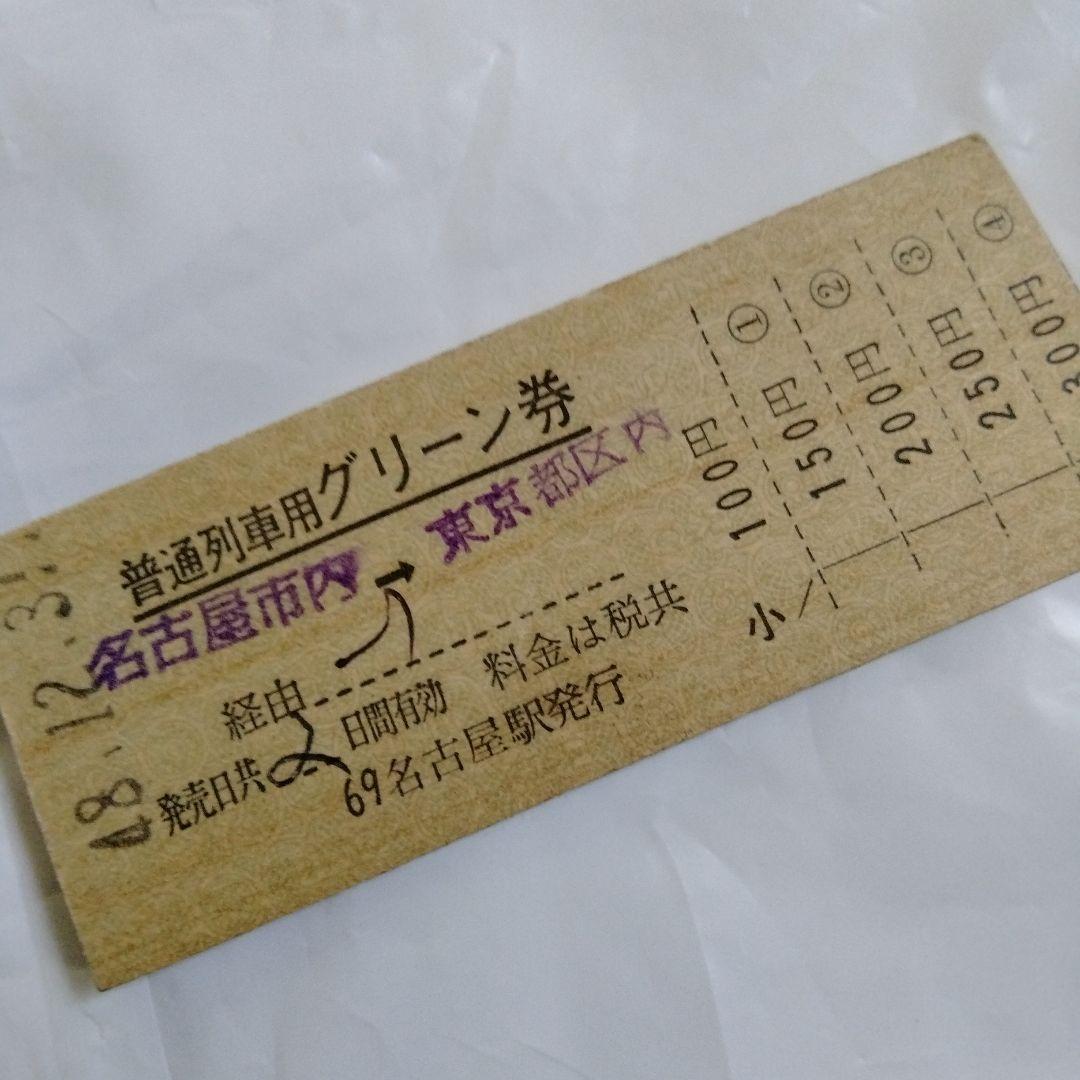 48.12.31
普通列車用グリーン券
名古屋市内 → 東京都区内
経由
発売日共2日間有効 料金は税共
69名古屋駅発行
100円 ①
150円 ②
200円 ③
250円 ④
300円
小